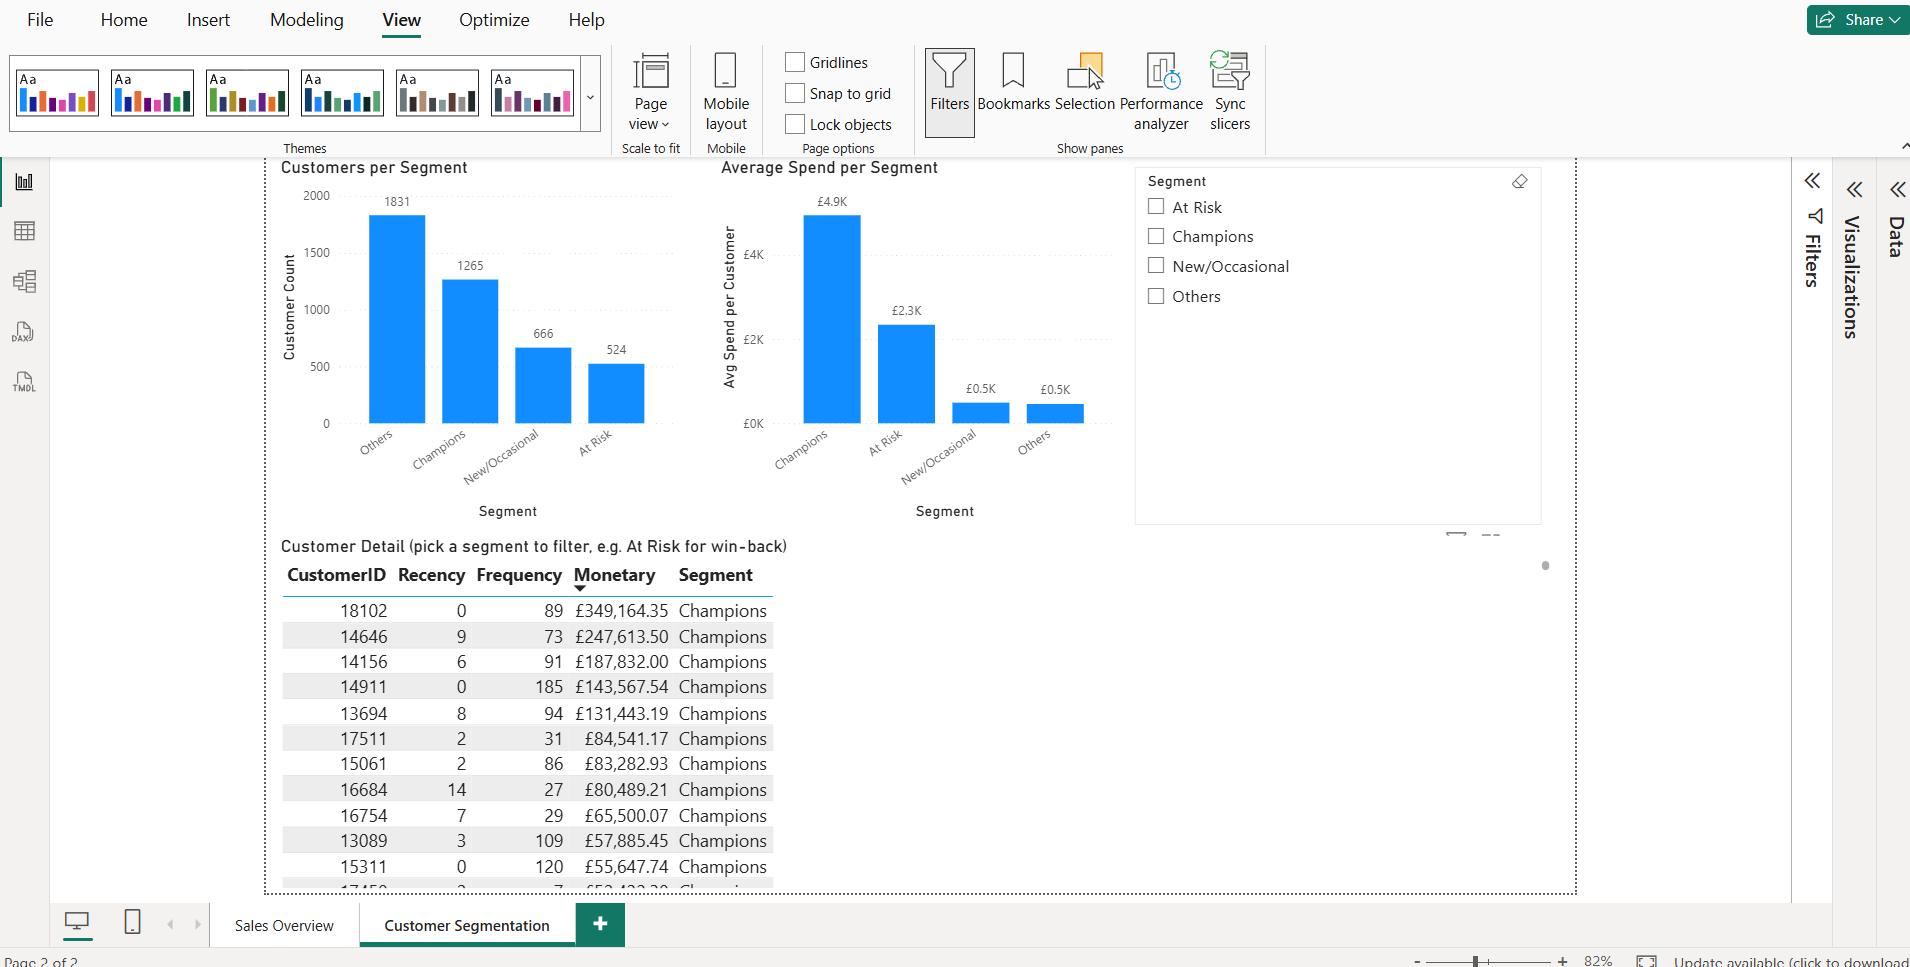 File Home Insert Modeling View Optimize Help
Share
Aa Aa Aa Aa Aa Aa
Themes
Page view
Scale to fit
Mobile layout
Mobile
Gridlines
Snap to grid
Lock objects
Page options
Filters Bookmarks Selection Performance analyzer Sync slicers
Show panes
DAX
TMDL
Customers per Segment
Customer Count
2000
1500
1000
500
0
1831
1265
666
524
Others Champions New/Occasional At Risk
Segment
Average Spend per Segment
Avg Spend per Customer
£4K
£2K
£0K
£4.9K
£2.3K
£0.5K
£0.5K
Champions At Risk New/Occasional Others
Segment
Segment
At Risk
Champions
New/Occasional
Others
Filters
Visualizations
Data
Customer Detail (pick a segment to filter, e.g. At Risk for win-back)
CustomerID Recency Frequency Monetary Segment
18102 0 89 £349,164.35 Champions
14646 9 73 £247,613.50 Champions
14156 6 91 £187,832.00 Champions
14911 0 185 £143,567.54 Champions
13694 8 94 £131,443.19 Champions
17511 2 31 £84,541.17 Champions
15061 2 86 £83,282.93 Champions
16684 14 27 £80,489.21 Champions
16754 7 29 £65,500.07 Champions
13089 3 109 £57,885.45 Champions
15311 0 120 £55,647.74 Champions
Sales Overview
Customer Segmentation
+
Page 2 of 2
- + 82%
Update available (click to download